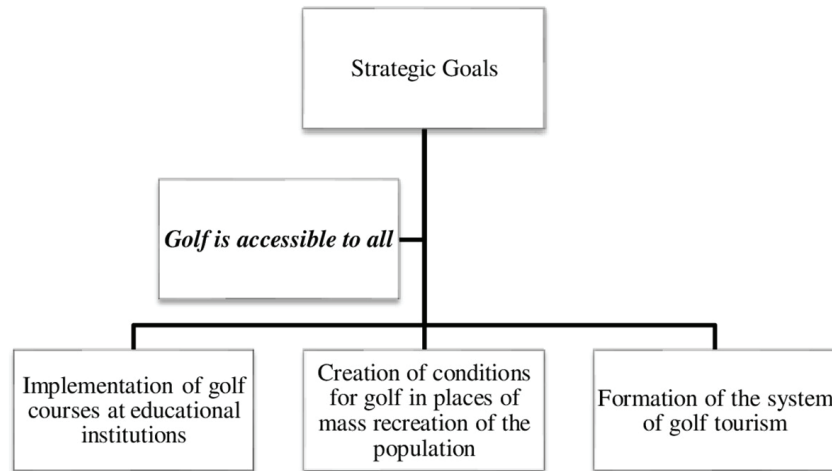 Strategic Goals
Golf is accessible to all
Implementation of golf
courses at educational
institutions
Creation of conditions
for golf in places of
mass recreation of the
population
Formation of the system
of golf tourism